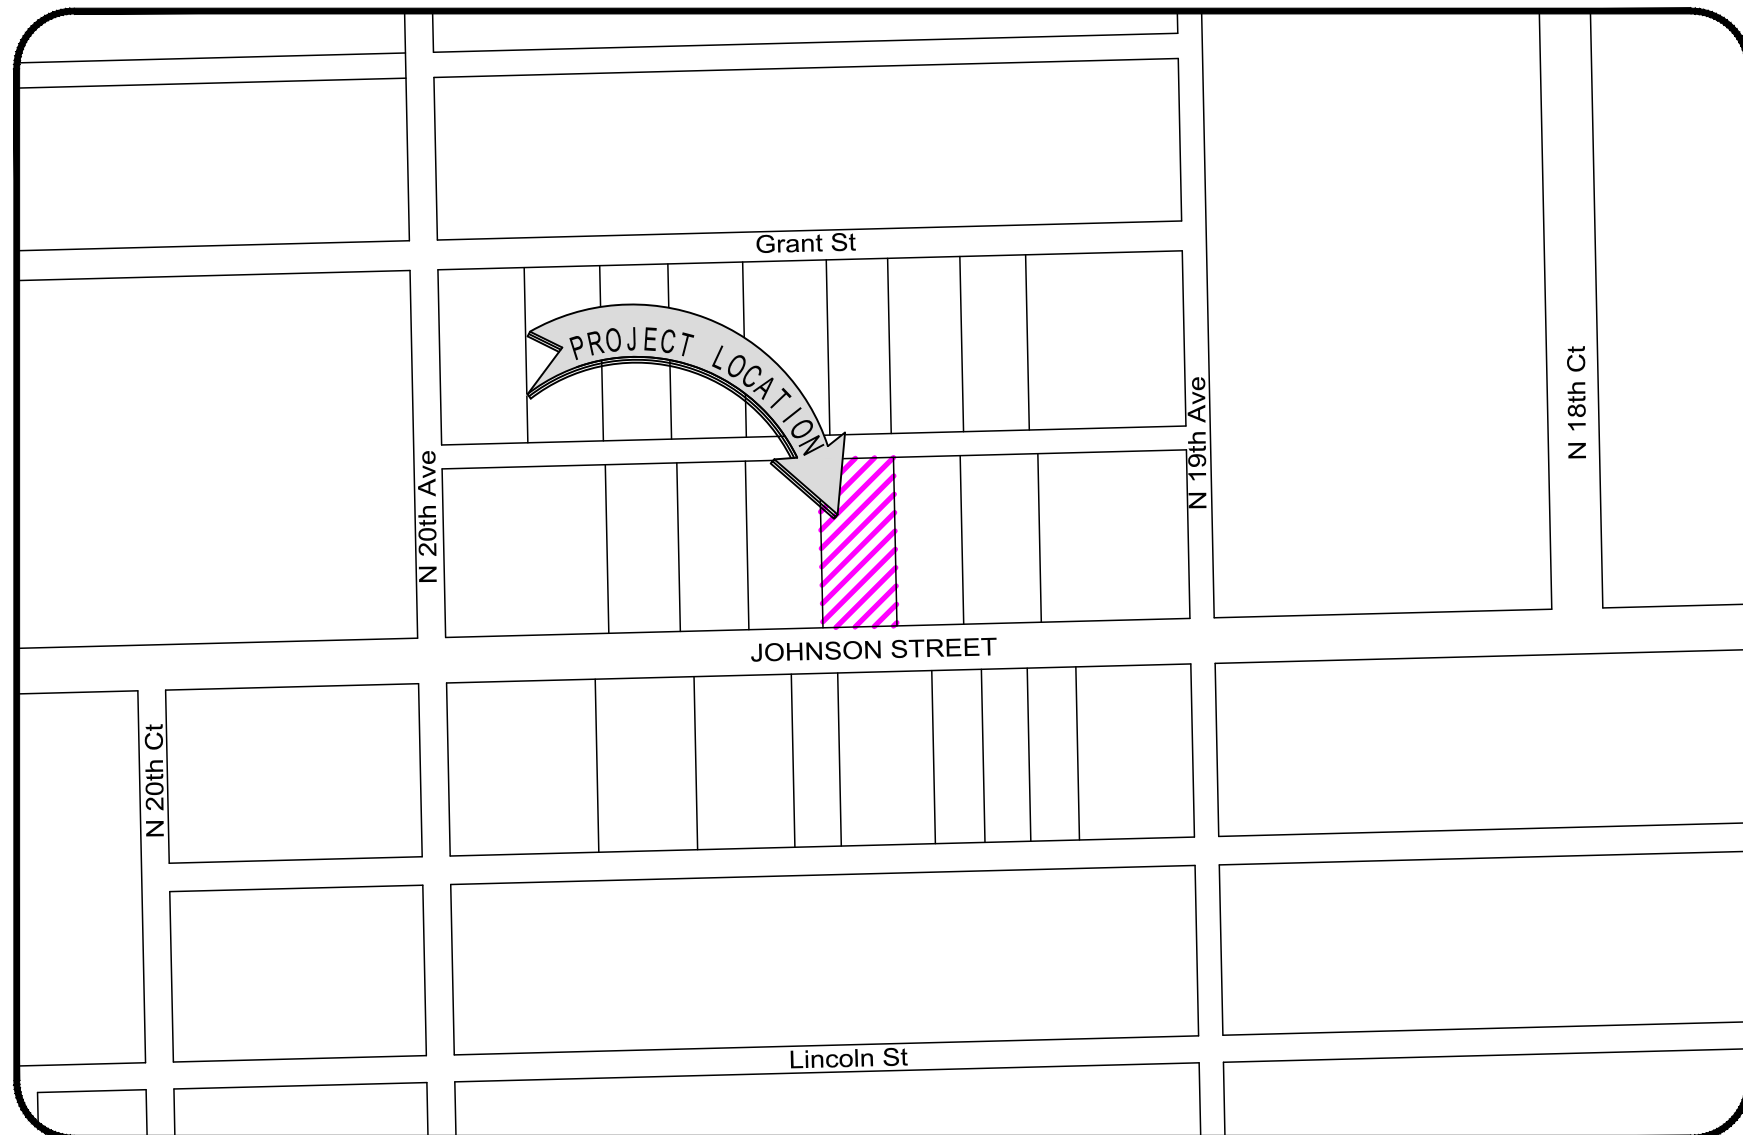 Grant St
PROJECT LOCATION
N 18th Ct
N 19th Ave
N 20th Ave
JOHNSON STREET
N 20th Ct
Lincoln St